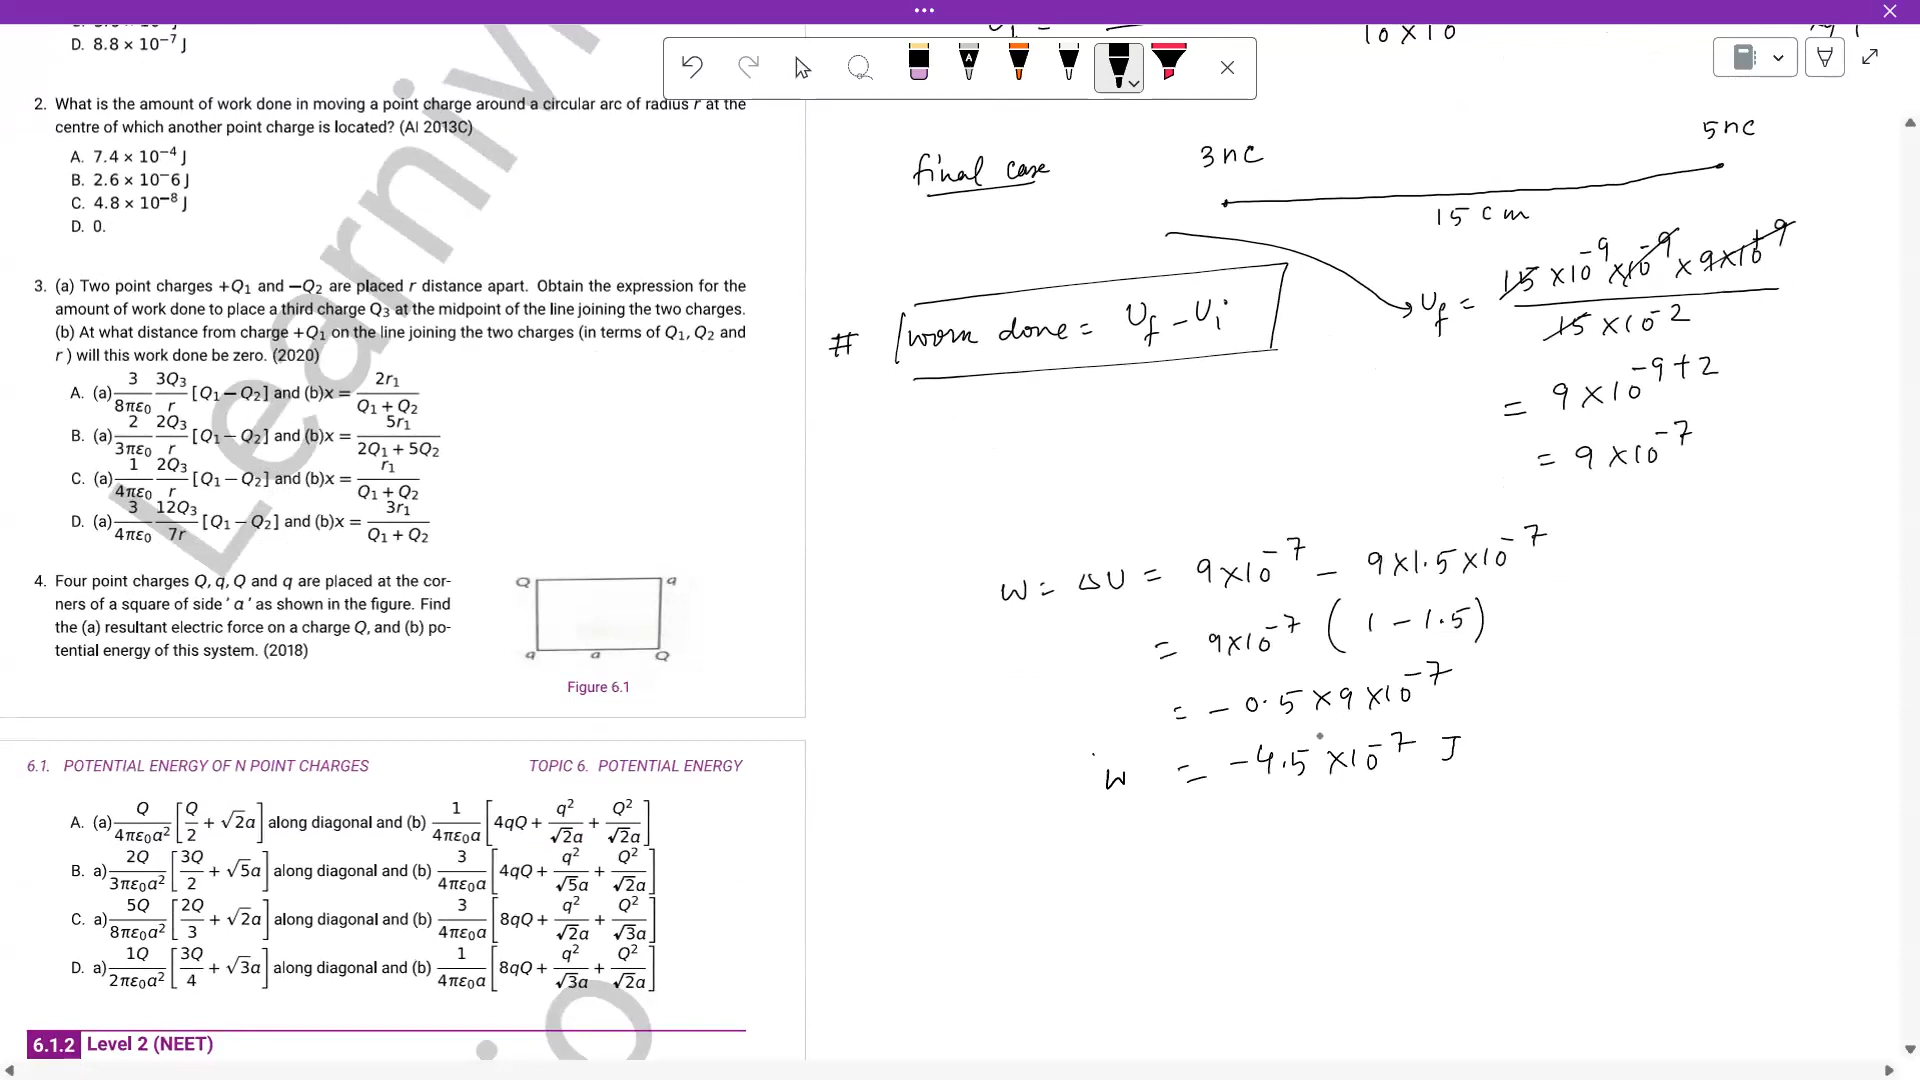 D. 8.8 × 10⁻⁷ J
2. What is the amount of work done in moving a point charge around a circular arc of radius r at the
centre of which another point charge is located? (AI 2013C)
A. 7.4 × 10⁻⁴ J
B. 2.6 × 10⁻6 J
C. 4.8 × 10⁻⁸ J
D. 0.
3. (a) Two point charges +Q₁ and −Q₂ are placed r distance apart. Obtain the expression for the
amount of work done to place a third charge Q₃ at the midpoint of the line joining the two charges.
(b) At what distance from charge +Q₁ on the line joining the two charges (in terms of Q₁, Q₂ and
r ) will this work done be zero. (2020)
A. (a) 3/8πε₀ 3Q₃/r [Q₁ − Q₂] and (b)x = 2r₁/Q₁ + Q₂
B. (a) 2/3πε₀ 2Q₃/r [Q₁ − Q₂] and (b)x = 5r₁/2Q₁ + 5Q₂
C. (a) 1/4πε₀ 2Q₃/r [Q₁ − Q₂] and (b)x = r₁/Q₁ + Q₂
D. (a) 3/4πε₀ 12Q₃/7r [Q₁ − Q₂] and (b)x = 3r₁/Q₁ + Q₂
4. Four point charges Q, q, Q and q are placed at the cor-
ners of a square of side ' a ' as shown in the figure. Find
the (a) resultant electric force on a charge Q, and (b) po-
tential energy of this system. (2018)
Q q
q a Q
Figure 6.1
6.1. POTENTIAL ENERGY OF N POINT CHARGES TOPIC 6. POTENTIAL ENERGY
A. (a) Q/4πε₀a² [Q/2 + √2a] along diagonal and (b) 1/4πε₀a [4qQ + q²/√2a + Q²/√2a]
B. a) 2Q/3πε₀a² [3Q/2 + √5a] along diagonal and (b) 3/4πε₀a [4qQ + q²/√5a + Q²/√2a]
C. a) 5Q/8πε₀a² [2Q/3 + √2a] along diagonal and (b) 3/4πε₀a [8qQ + q²/√2a + Q²/√3a]
D. a) 1Q/2πε₀a² [3Q/4 + √3a] along diagonal and (b) 1/4πε₀a [8qQ + q²/√3a + Q²/√2a]
6.1.2 Level 2 (NEET)
10 × 10
final case
3nc 5nc
15 cm
# work done = U_f − U_i
U_f = 15 × 10⁻⁹ × 10⁻⁹ × 9×10⁺⁹ / 15 × 10⁻²
= 9 × 10⁻⁹⁺²
= 9 × 10⁻⁷
W = ΔU = 9×10⁻⁷ − 9×1.5×10⁻⁷
= 9×10⁻⁷ ( 1 − 1.5)
= − 0.5 × 9 × 10⁻⁷
W = −4.5 × 10⁻⁷ J